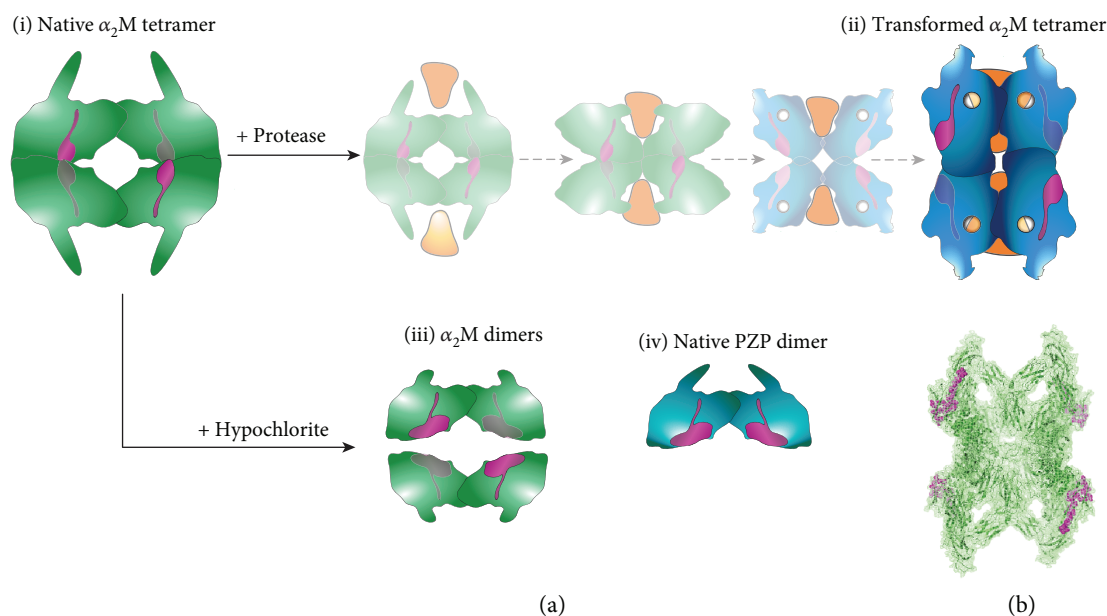 (i) Native α₂M tetramer
(ii) Transformed α₂M tetramer
+ Protease
(iii) α₂M dimers
(iv) Native PZP dimer
+ Hypochlorite
(a)
(b)